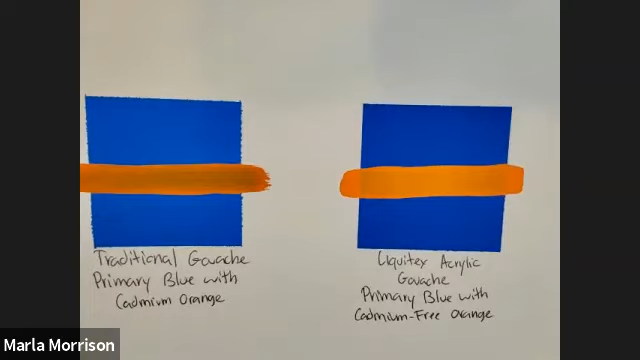 Traditional Gouache
Primary Blue with
Cadmium Orange
Liquitex Acrylic
Gouache
Primary Blue with
Cadmium-Free Orange
Marla Morrison